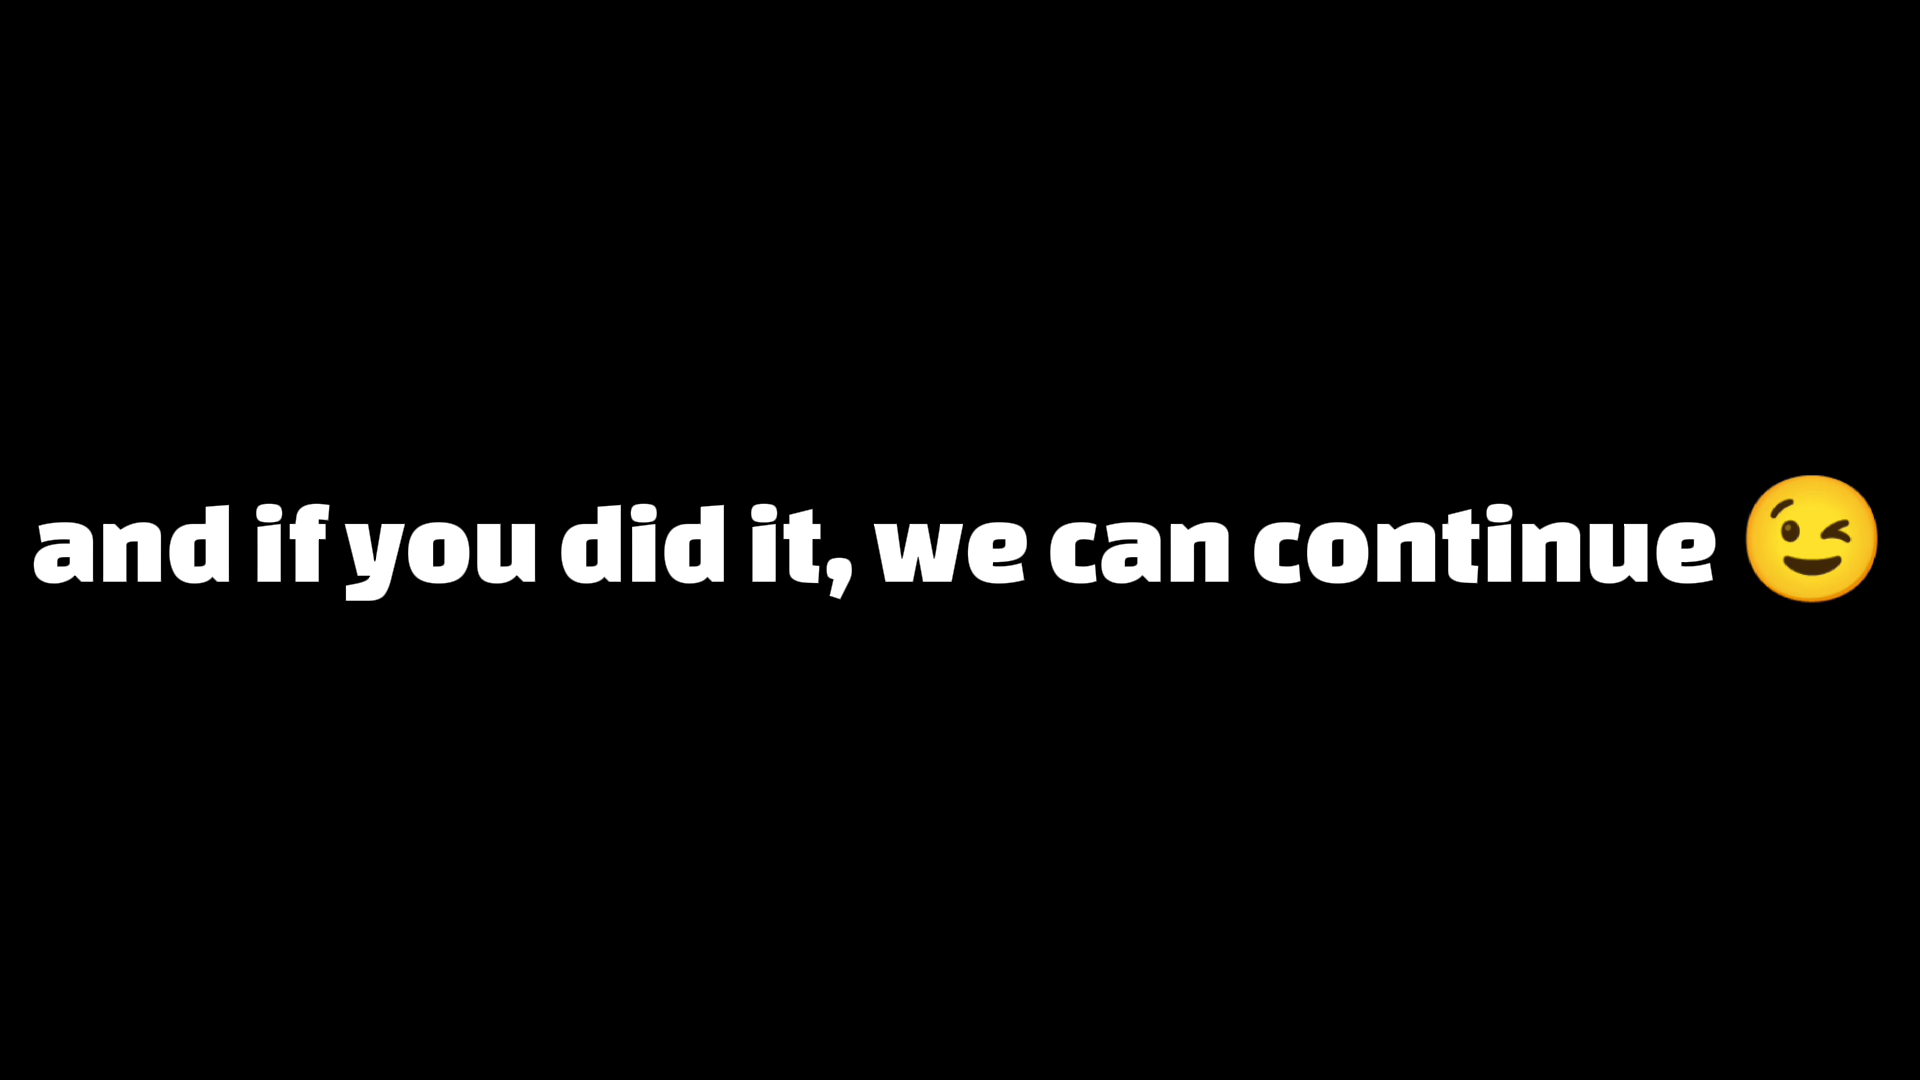 and if you did it, we can continue 😉